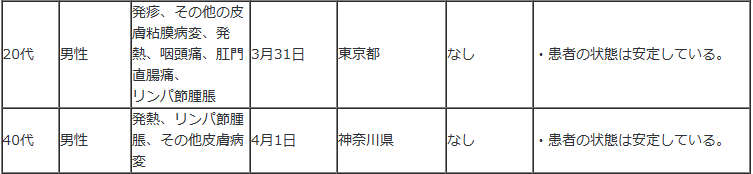 20代
男性
発疹、その他の皮
膚粘膜病変、発
熱、咽頭痛、肛門
直腸痛、
リンパ節腫脹
3月31日
東京都
なし
・患者の状態は安定している。
40代
男性
発熱、リンパ節腫
脹、その他皮膚病
変
4月1日
神奈川県
なし
・患者の状態は安定している。